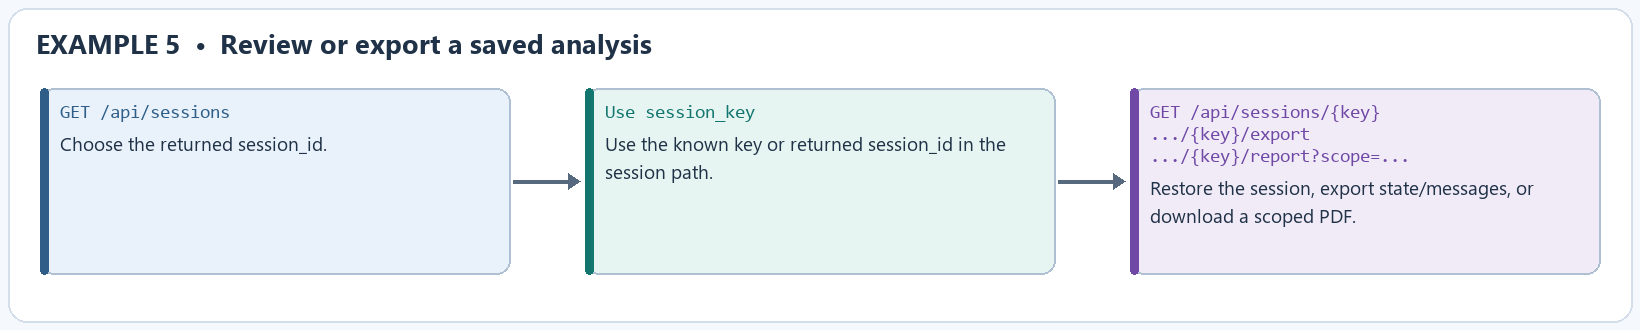 EXAMPLE 5 • Review or export a saved analysis
GET /api/sessions
Choose the returned session_id.
Use session_key
Use the known key or returned session_id in the
session path.
GET /api/sessions/{key}
.../{key}/export
.../{key}/report?scope=...
Restore the session, export state/messages, or
download a scoped PDF.